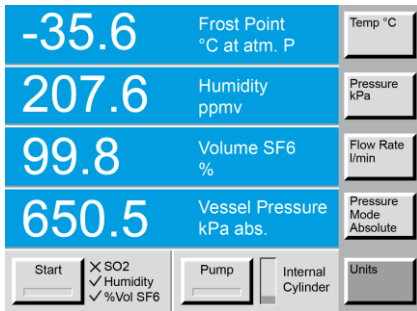 -35.6
Frost Point
°C at atm. P
Temp °C
207.6
Humidity
ppmv
Pressure
kPa
99.8
Volume SF6
%
Flow Rate
l/min
650.5
Vessel Pressure
kPa abs.
Pressure
Mode
Absolute
Start
SO2
Humidity
%Vol SF6
Pump
Internal
Cylinder
Units